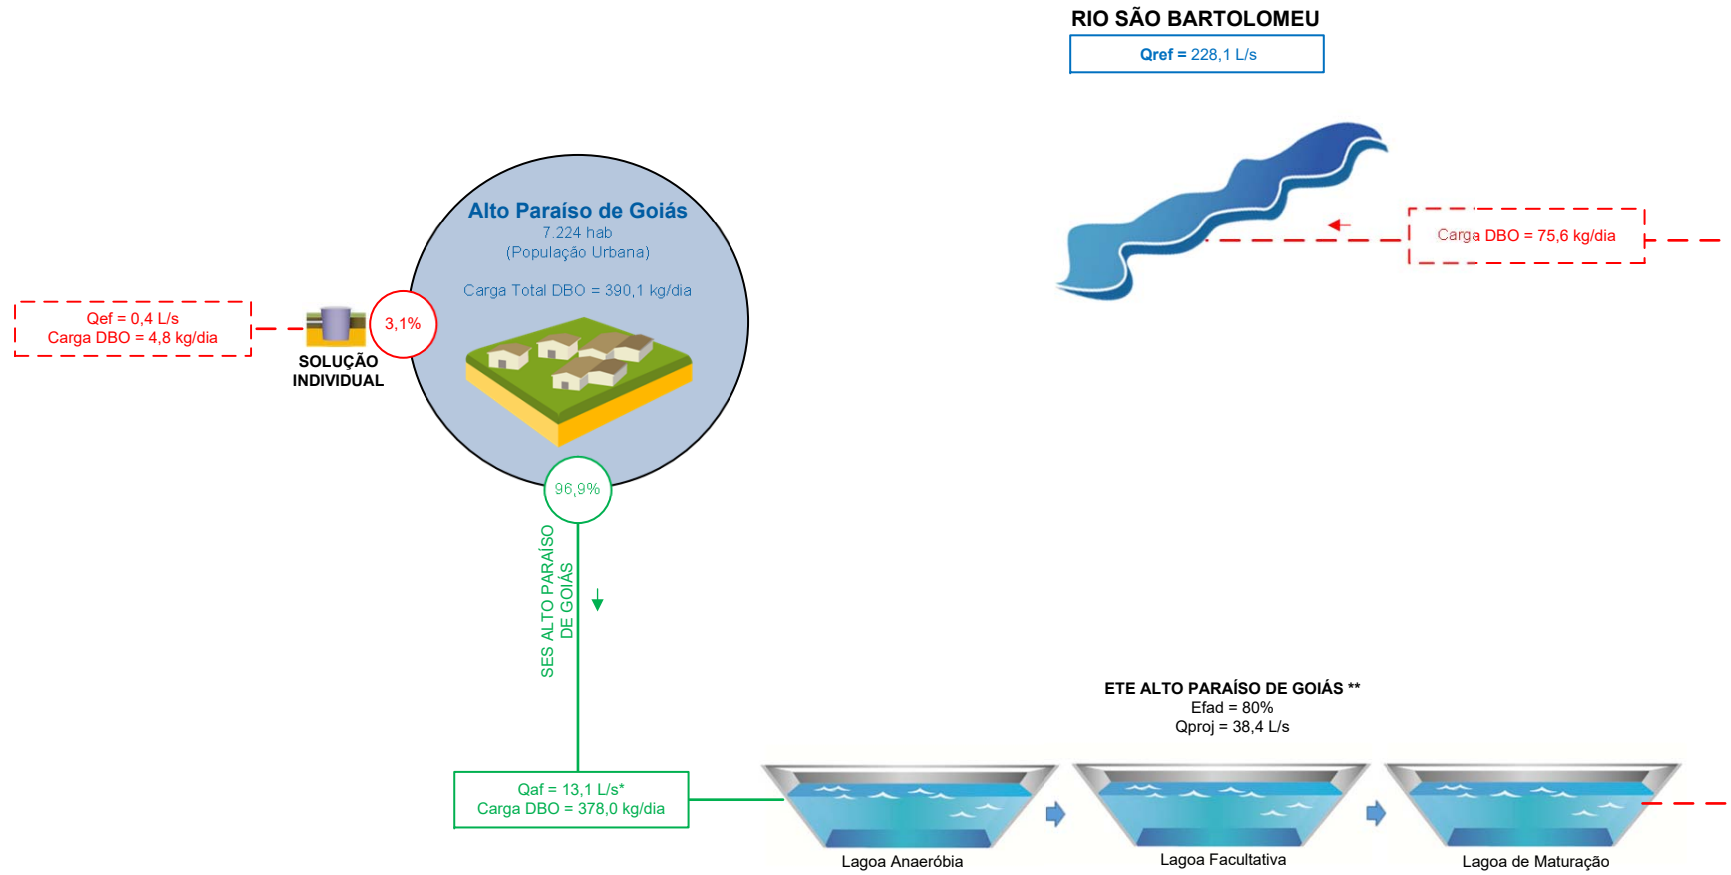 RIO SÃO BARTOLOMEU
Qref = 228,1 L/s
Carga DBO = 75,6 kg/dia
Alto Paraíso de Goiás
7.224 hab
(População Urbana)
Carga Total DBO = 390,1 kg/dia
3,1%
Qef = 0,4 L/s
Carga DBO = 4,8 kg/dia
SOLUÇÃO
INDIVIDUAL
96,9%
SES ALTO PARAÍSO
DE GOIÁS
Qaf = 13,1 L/s*
Carga DBO = 378,0 kg/dia
ETE ALTO PARAÍSO DE GOIÁS **
Efad = 80%
Qproj = 38,4 L/s
Lagoa Anaeróbia
Lagoa Facultativa
Lagoa de Maturação